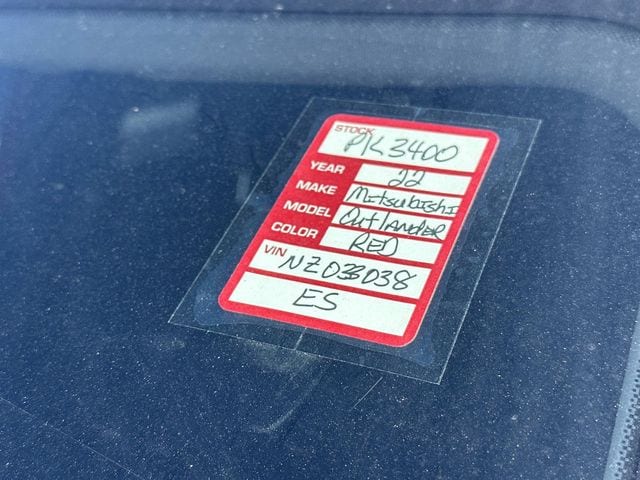 STOCK PK3400
YEAR 22
MAKE Mitsubishi
MODEL OutlANDER
COLOR RED
VIN NZ033038
ES